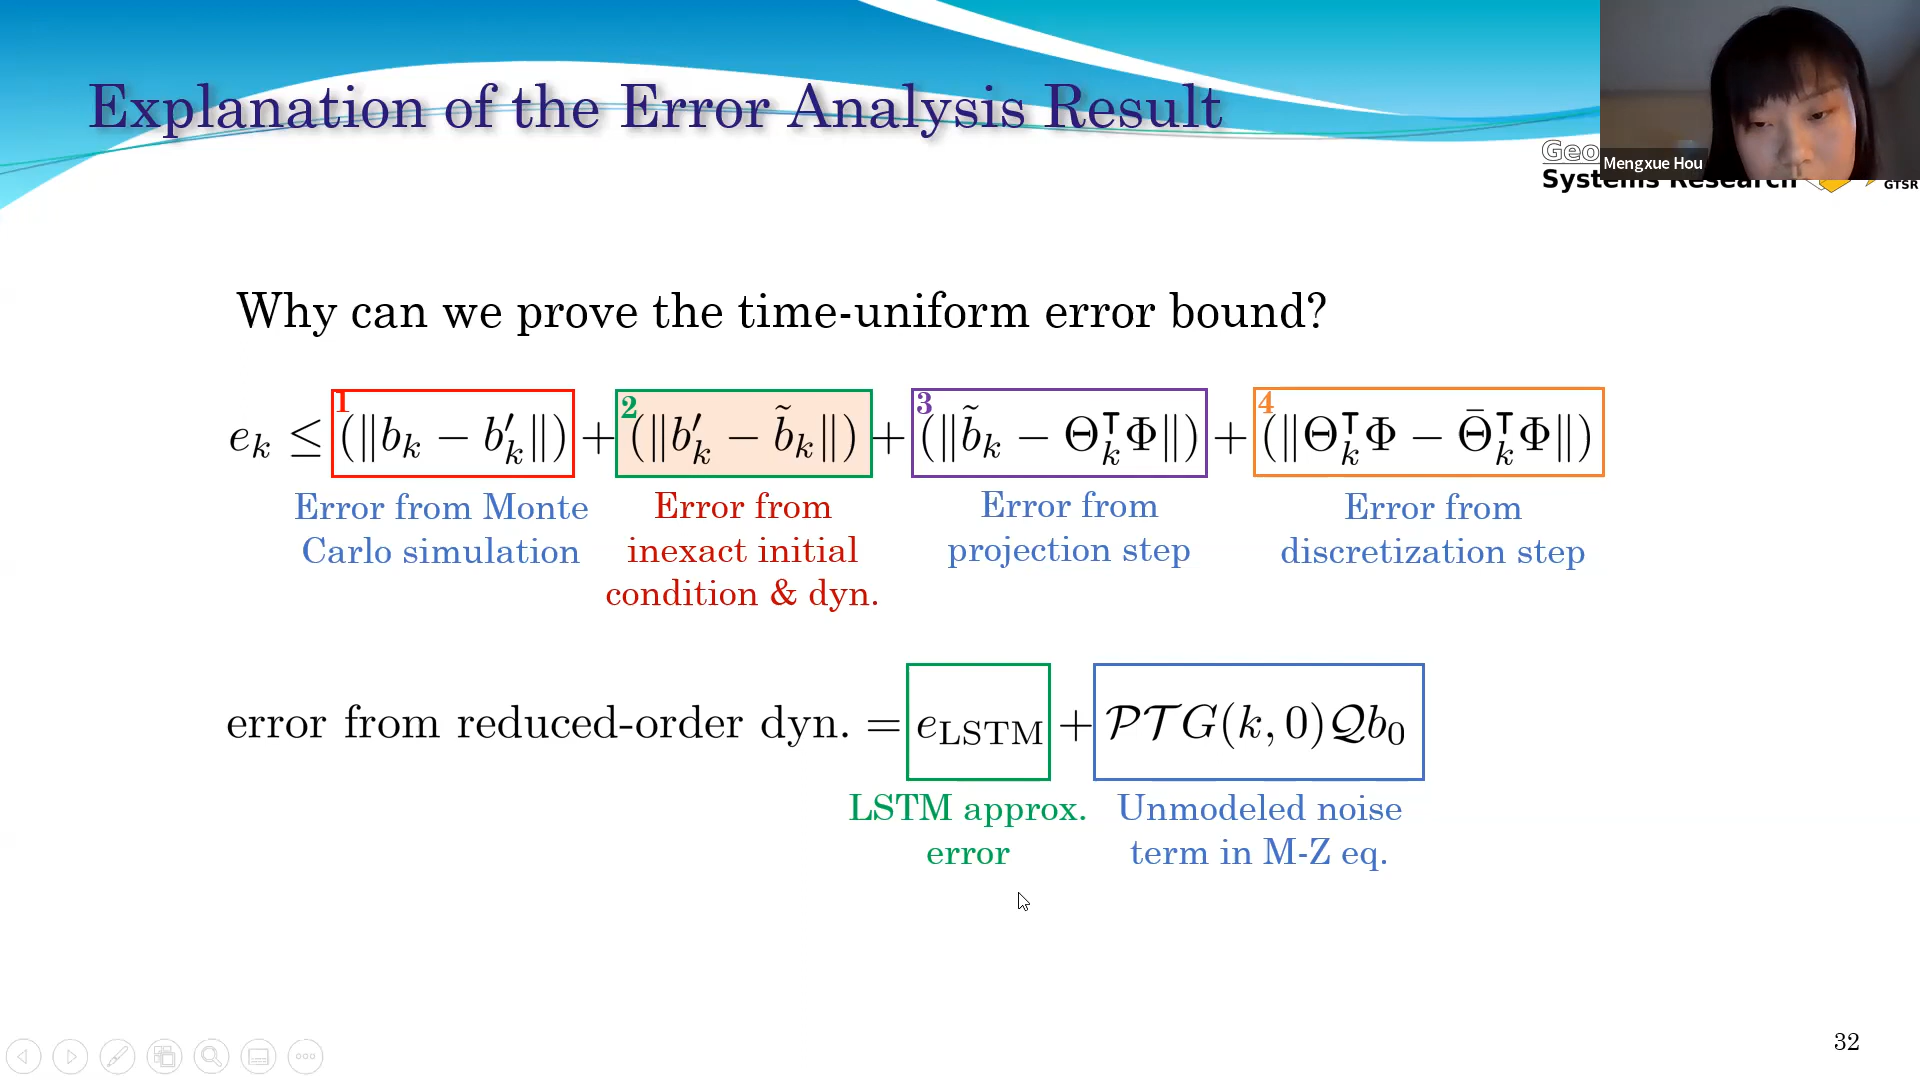 Explanation of the Error Analysis Result
Geo
Systems Research
GTSR
Mengxue Hou
Why can we prove the time-uniform error bound?
1 2 3 4
e_k ≤ (‖b_k − b′_k‖) + (‖b′_k − b̃_k‖) + (‖b̃_k − Θ_k^⊤Φ‖) + (‖Θ_k^⊤Φ − Θ̄_k^⊤Φ‖)
Error from Monte
Carlo simulation
Error from
inexact initial
condition & dyn.
Error from
projection step
Error from
discretization step
error from reduced-order dyn. = e_LSTM + 𝒫𝒯G(k, 0)𝒬b_0
LSTM approx.
error
Unmodeled noise
term in M-Z eq.
32